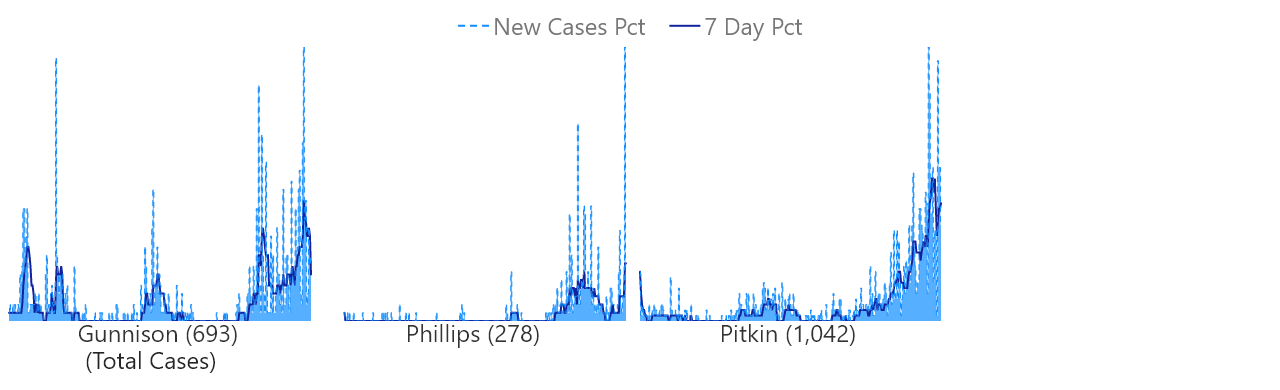 New Cases Pct 7 Day Pct
Gunnison (693) Phillips (278) Pitkin (1,042)
(Total Cases)